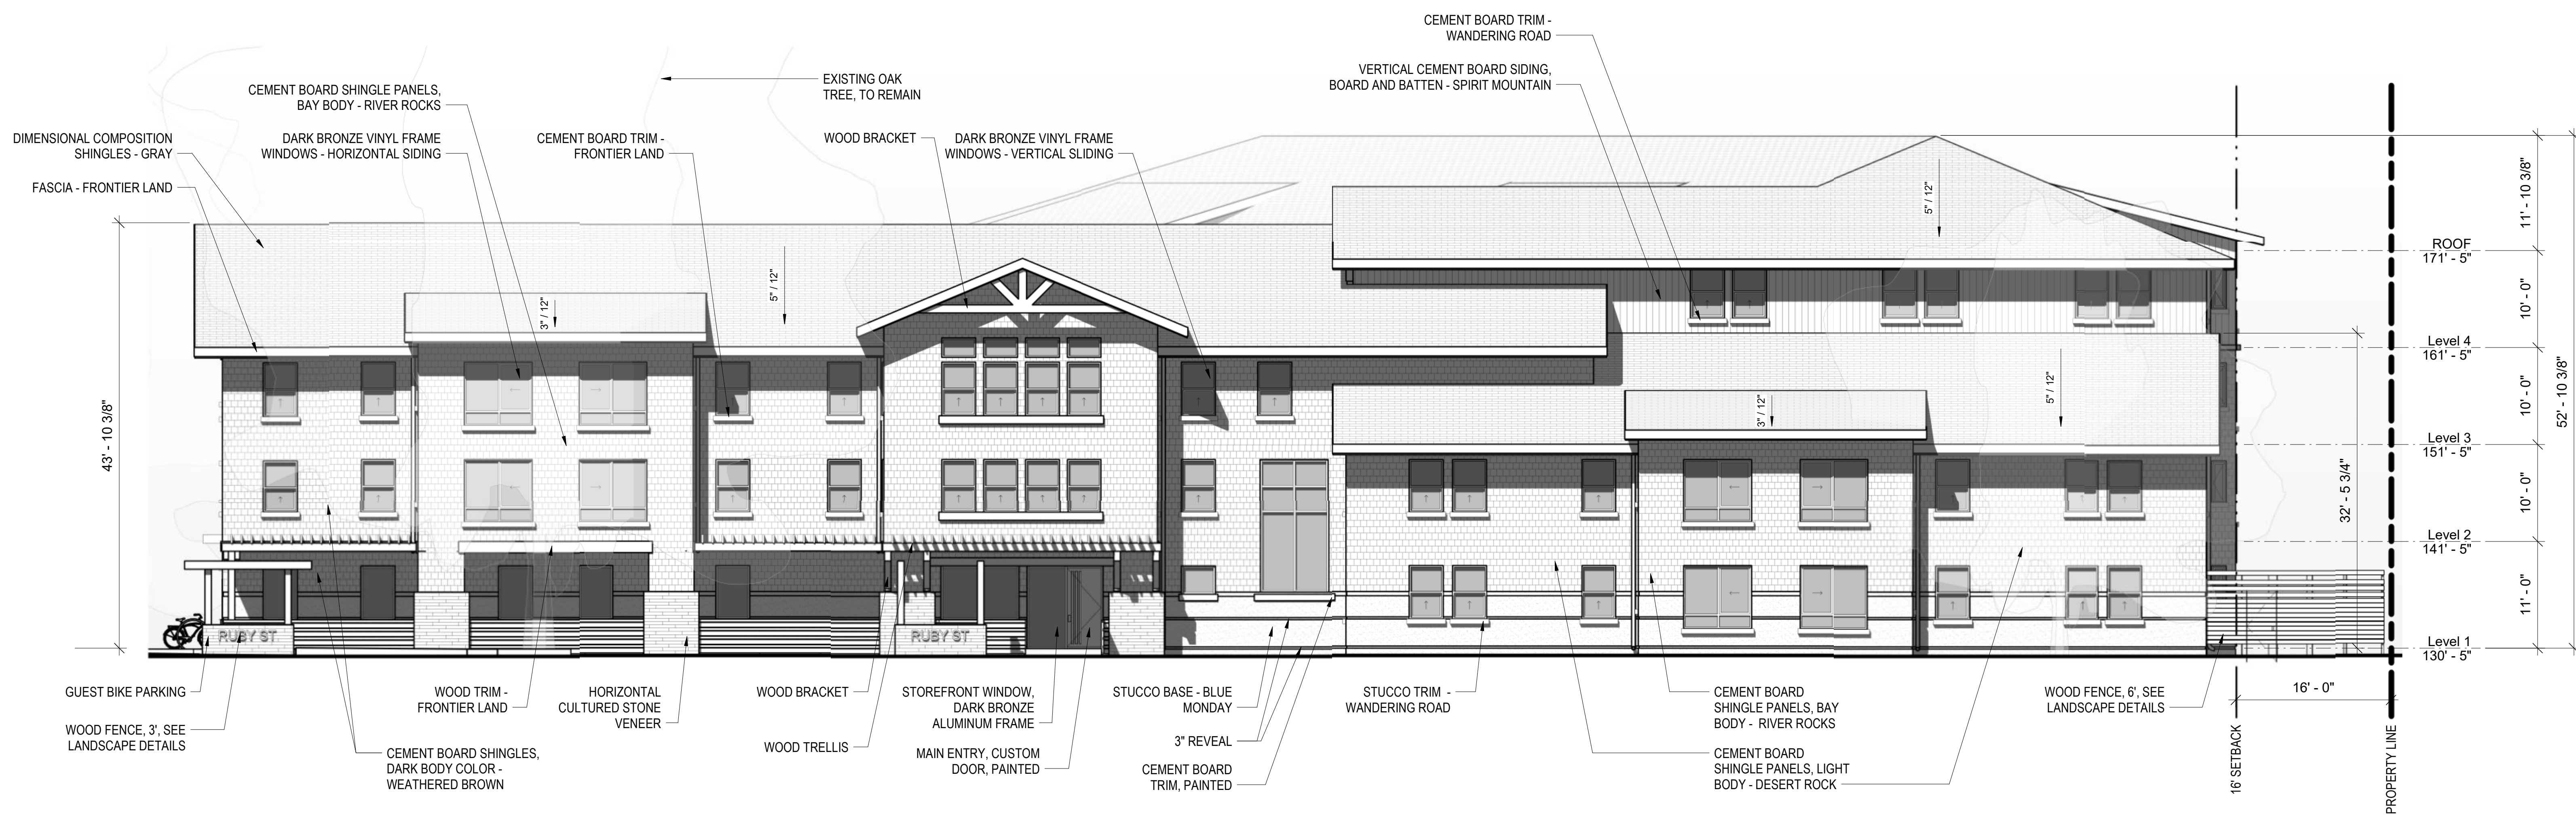 CEMENT BOARD TRIM -
WANDERING ROAD
VERTICAL CEMENT BOARD SIDING,
BOARD AND BATTEN - SPIRIT MOUNTAIN
EXISTING OAK
TREE, TO REMAIN
CEMENT BOARD SHINGLE PANELS,
BAY BODY - RIVER ROCKS
DIMENSIONAL COMPOSITION
SHINGLES - GRAY
DARK BRONZE VINYL FRAME
WINDOWS - HORIZONTAL SIDING
CEMENT BOARD TRIM -
FRONTIER LAND
WOOD BRACKET
DARK BRONZE VINYL FRAME
WINDOWS - VERTICAL SLIDING
FASCIA - FRONTIER LAND
5" / 12"
5" / 12"
3" / 12"
3" / 12"
5" / 12"
43' - 10 3/8"
11' - 10 3/8"
ROOF
171' - 5"
10' - 0"
Level 4
161' - 5"
10' - 0"
52' - 10 3/8"
Level 3
151' - 5"
10' - 0"
32' - 5 3/4"
Level 2
141' - 5"
11' - 0"
Level 1
130' - 5"
RUBY ST
RUBY ST
16' - 0"
GUEST BIKE PARKING
WOOD FENCE, 3', SEE
LANDSCAPE DETAILS
CEMENT BOARD SHINGLES,
DARK BODY COLOR -
WEATHERED BROWN
WOOD TRIM -
FRONTIER LAND
HORIZONTAL
CULTURED STONE
VENEER
WOOD BRACKET
WOOD TRELLIS
STOREFRONT WINDOW,
DARK BRONZE
ALUMINUM FRAME
MAIN ENTRY, CUSTOM
DOOR, PAINTED
STUCCO BASE - BLUE
MONDAY
3" REVEAL
CEMENT BOARD
TRIM, PAINTED
STUCCO TRIM -
WANDERING ROAD
CEMENT BOARD
SHINGLE PANELS, BAY
BODY - RIVER ROCKS
CEMENT BOARD
SHINGLE PANELS, LIGHT
BODY - DESERT ROCK
WOOD FENCE, 6', SEE
LANDSCAPE DETAILS
16' SETBACK
PROPERTY LINE